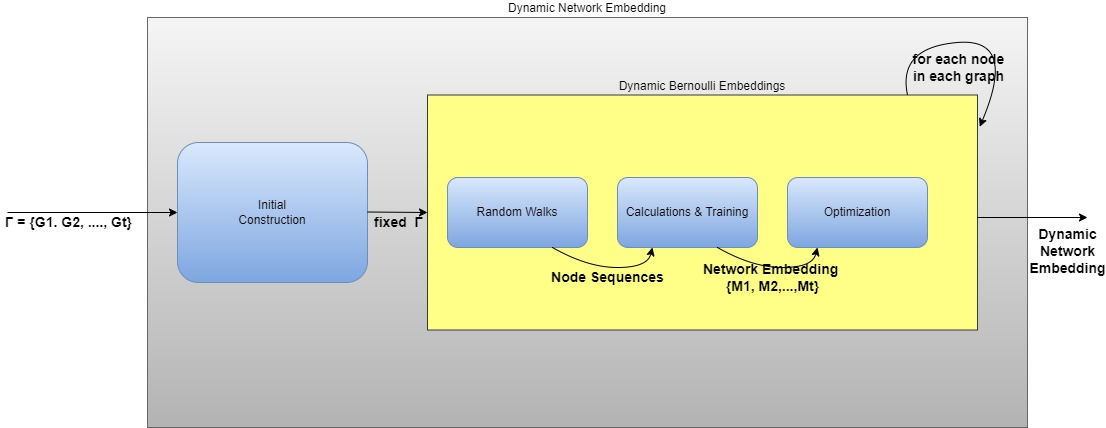 Dynamic Network Embedding
for each node
in each graph
Dynamic Bernoulli Embeddings
Initial
Construction
Random Walks
Calculations & Training
Optimization
Γ = {G1. G2, ...., Gt}
fixed Γ
Dynamic
Network
Embedding
Node Sequences
Network Embedding
{M1, M2,...,Mt}